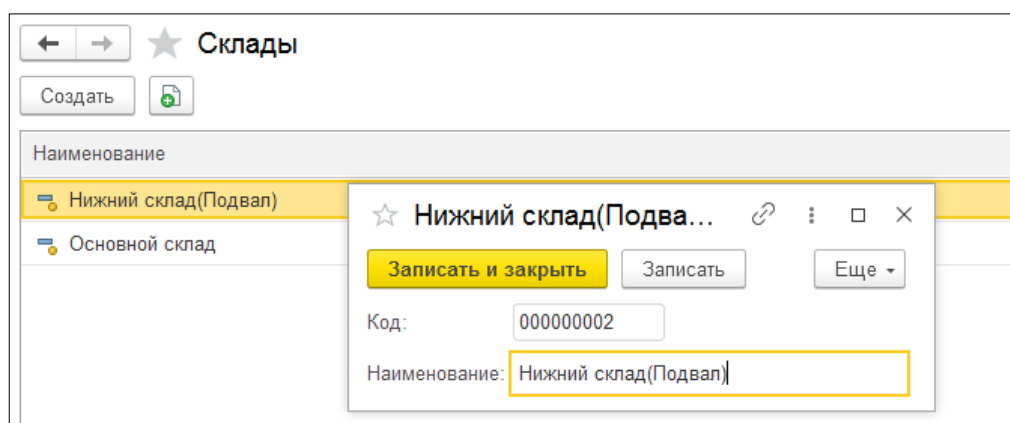 Склады
Создать
Наименование
Нижний склад(Подвал)
Основной склад
Нижний склад(Подва...
Записать и закрыть Записать Еще
Код: 000000002
Наименование: Нижний склад(Подвал)